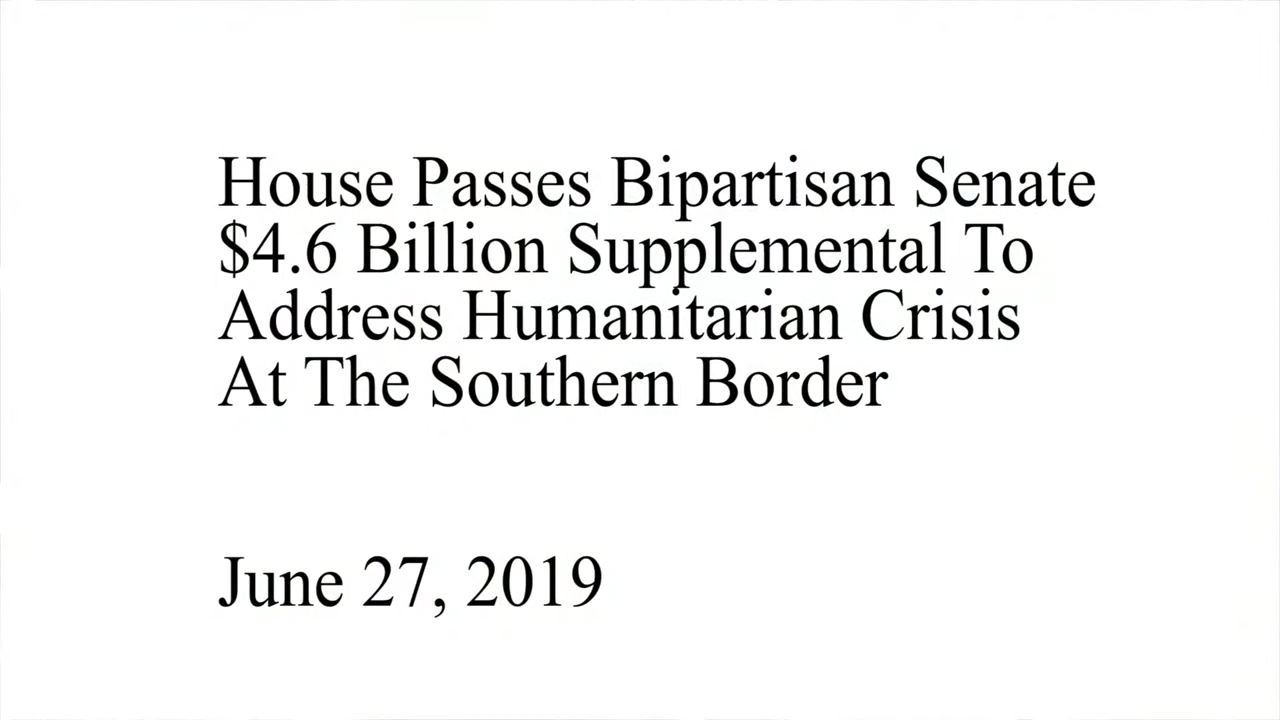 House Passes Bipartisan Senate
$4.6 Billion Supplemental To
Address Humanitarian Crisis
At The Southern Border
June 27, 2019